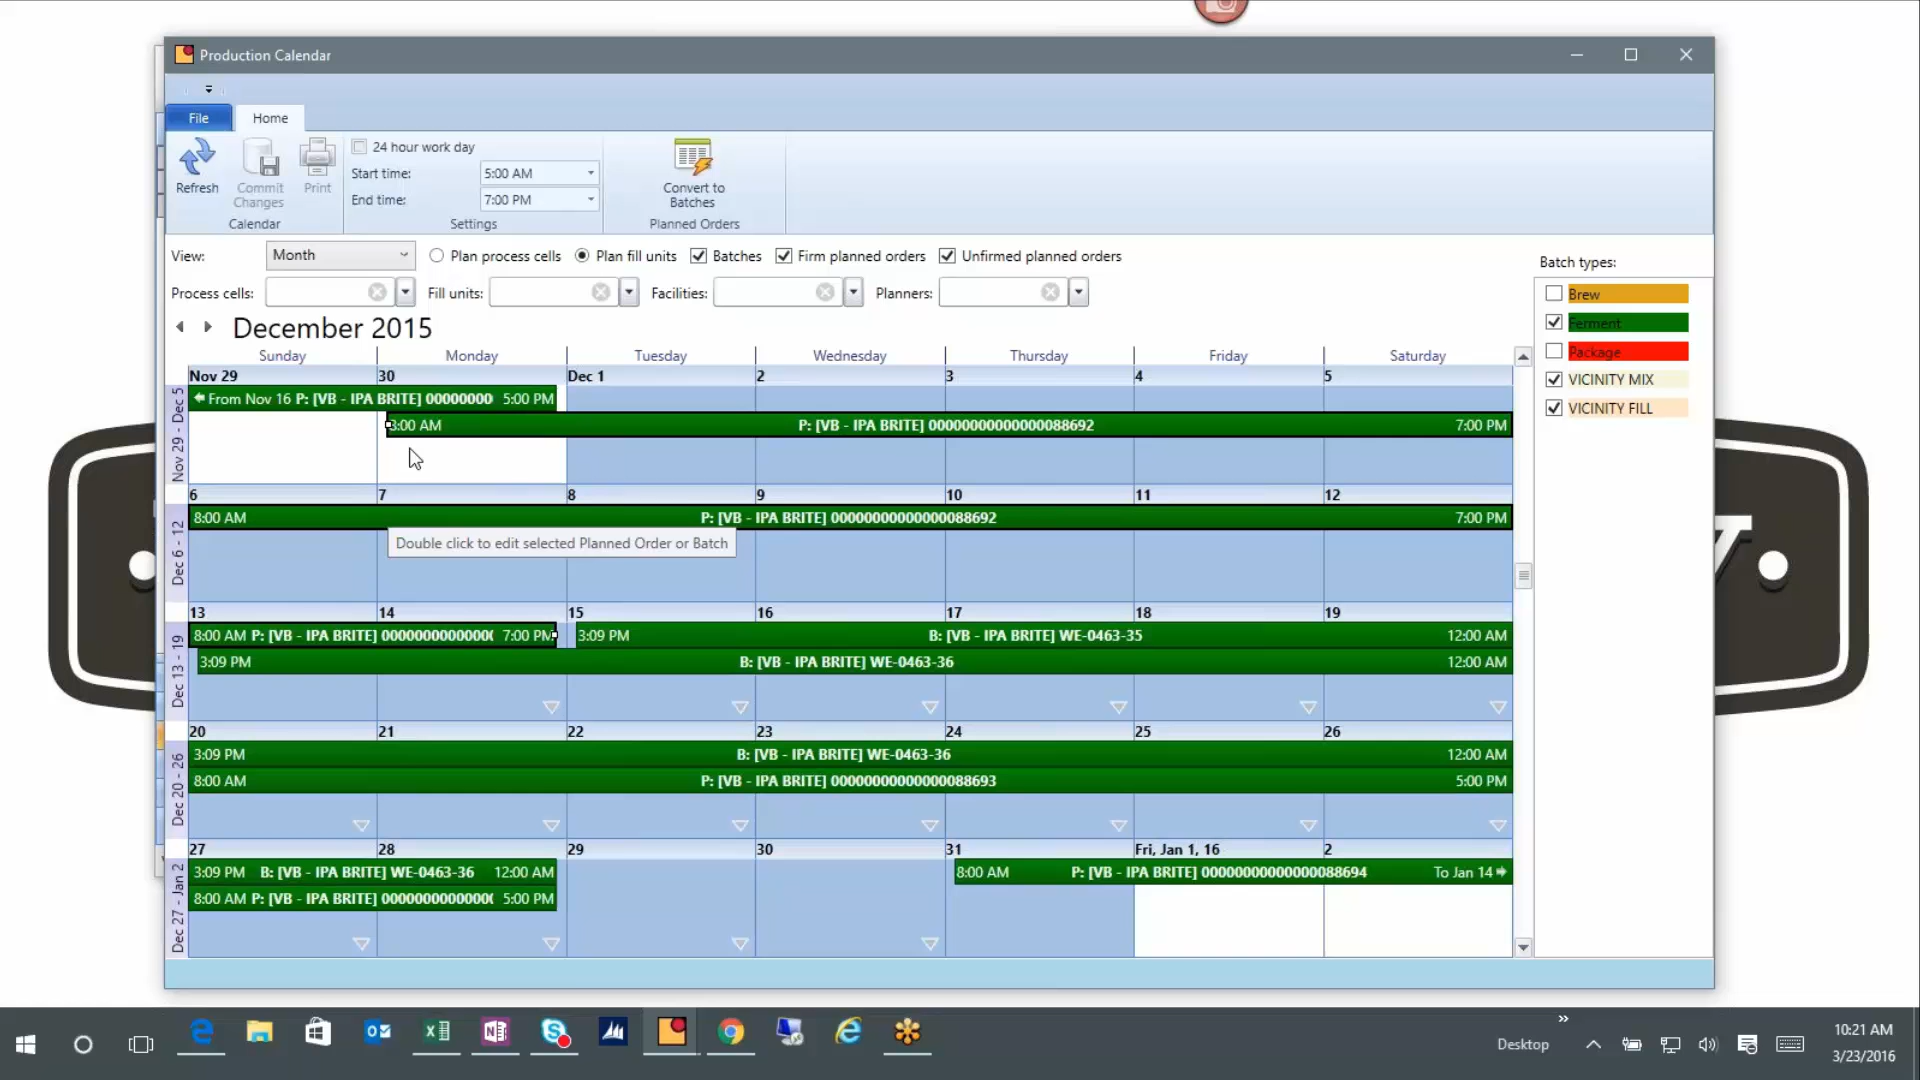 Production Calendar
File Home
Refresh
Commit
Changes
Print
Calendar
24 hour work day
Start time: 5:00 AM
End time: 7:00 PM
Settings
Convert to
Batches
Planned Orders
View: Month Plan process cells Plan fill units Batches Firm planned orders Unfirmed planned orders
Process cells: Fill units: Facilities: Planners:
Batch types:
Brew
Ferment
Package
VICINITY MIX
VICINITY FILL
December 2015
Sunday Monday Tuesday Wednesday Thursday Friday Saturday
Nov 29 - Dec 5
Nov 29 30 Dec 1 2 3 4 5
From Nov 16 P: [VB - IPA BRITE] 00000000 5:00 PM
8:00 AM P: [VB - IPA BRITE] 00000000000000088692 7:00 PM
Dec 6 - 12
6 7 8 9 10 11 12
8:00 AM P: [VB - IPA BRITE] 00000000000000088692 7:00 PM
Double click to edit selected Planned Order or Batch
Dec 13 - 19
13 14 15 16 17 18 19
8:00 AM P: [VB - IPA BRITE] 0000000000000 7:00 PM 3:09 PM B: [VB - IPA BRITE] WE-0463-35 12:00 AM
3:09 PM B: [VB - IPA BRITE] WE-0463-36 12:00 AM
Dec 20 - 26
20 21 22 23 24 25 26
3:09 PM B: [VB - IPA BRITE] WE-0463-36 12:00 AM
8:00 AM P: [VB - IPA BRITE] 00000000000000088693 5:00 PM
Dec 27 - Jan 2
27 28 29 30 31 Fri, Jan 1, 16 2
3:09 PM B: [VB - IPA BRITE] WE-0463-36 12:00 AM 8:00 AM P: [VB - IPA BRITE] 00000000000000088694 To Jan 14
8:00 AM P: [VB - IPA BRITE] 0000000000000 5:00 PM
Desktop
10:21 AM
3/23/2016